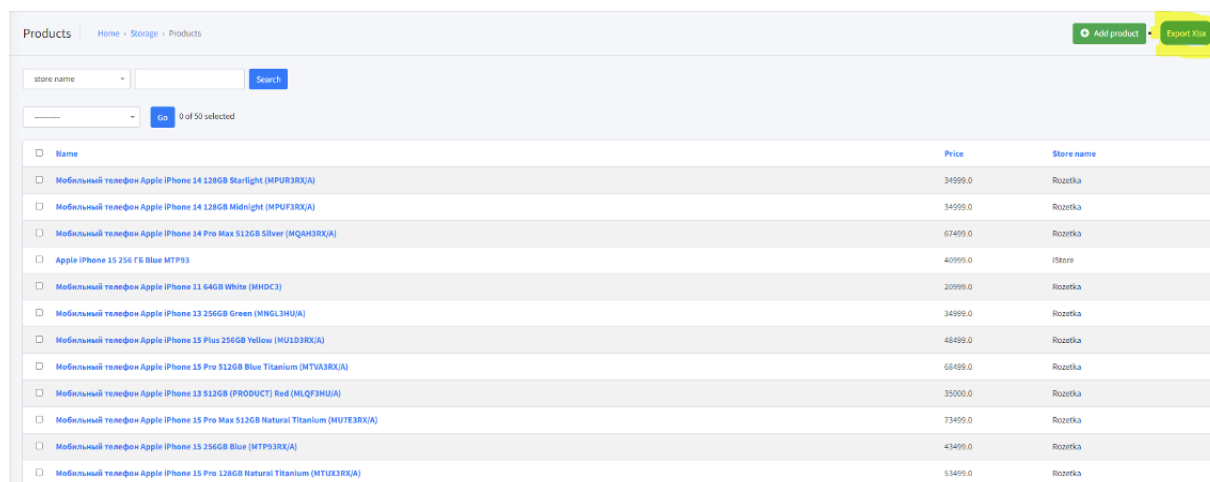 Products Home › Storage › Products Add product Export Xlsx
store name Search
---------- Go 0 of 50 selected
Name Price Store name
Мобильный телефон Apple iPhone 14 128GB Starlight (MPUR3RX/A) 34999.0 Rozetka
Мобильный телефон Apple iPhone 14 128GB Midnight (MPUF3RX/A) 34999.0 Rozetka
Мобильный телефон Apple iPhone 14 Pro Max 512GB Silver (MQAH3RX/A) 67499.0 Rozetka
Apple iPhone 15 256 ГБ Blue MTP93 40999.0 IStore
Мобильный телефон Apple iPhone 11 64GB White (MHDC3) 20999.0 Rozetka
Мобильный телефон Apple iPhone 13 256GB Green (MNGL3HU/A) 34999.0 Rozetka
Мобильный телефон Apple iPhone 15 Plus 256GB Yellow (MU1D3RX/A) 48499.0 Rozetka
Мобильный телефон Apple iPhone 15 Pro 512GB Blue Titanium (MTVA3RX/A) 68499.0 Rozetka
Мобильный телефон Apple iPhone 13 512GB (PRODUCT) Red (MLQF3HU/A) 35000.0 Rozetka
Мобильный телефон Apple iPhone 15 Pro Max 512GB Natural Titanium (MU7E3RX/A) 73499.0 Rozetka
Мобильный телефон Apple iPhone 15 256GB Blue (MTP93RX/A) 43499.0 Rozetka
Мобильный телефон Apple iPhone 15 Pro 128GB Natural Titanium (MTUX3RX/A) 53499.0 Rozetka